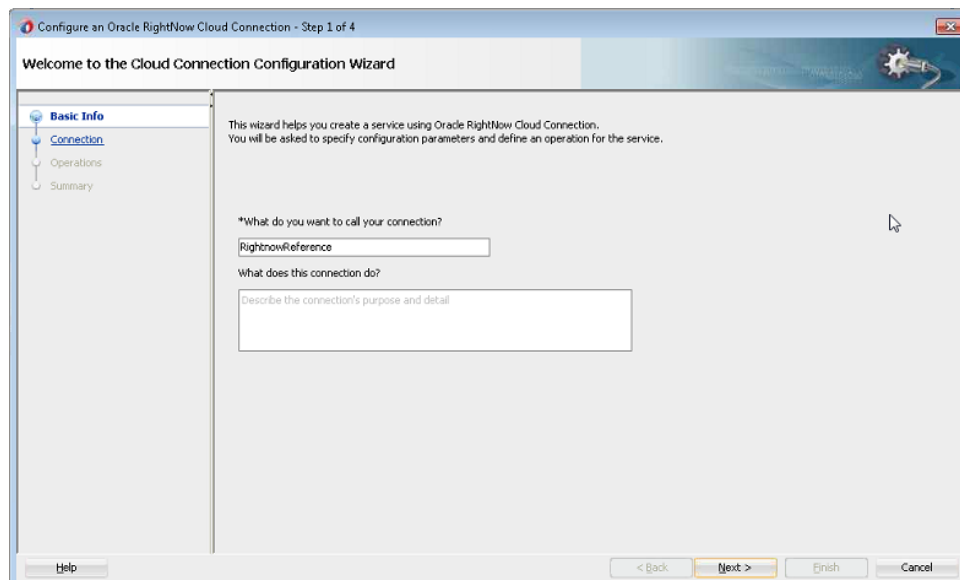 Configure an Oracle RightNow Cloud Connection - Step 1 of 4
Welcome to the Cloud Connection Configuration Wizard
Basic Info
Connection
Operations
Summary
This wizard helps you create a service using Oracle RightNow Cloud Connection.
You will be asked to specify configuration parameters and define an operation for the service.
*What do you want to call your connection?
RightnowReference
What does this connection do?
Describe the connection's purpose and detail
Help
< Back
Next >
Finish
Cancel